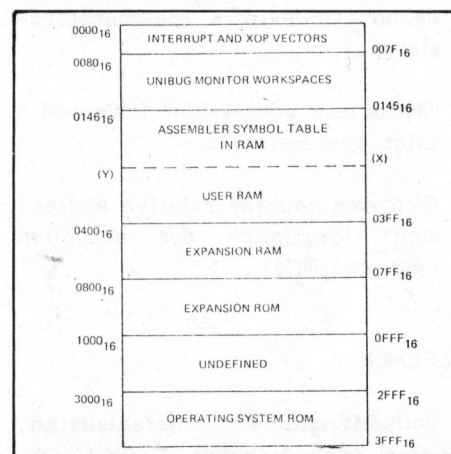 0000₁₆
INTERRUPT AND XOP VECTORS
007F₁₆
0080₁₆
UNIBUG MONITOR WORKSPACES
0145₁₆
0146₁₆
ASSEMBLER SYMBOL TABLE
IN RAM
(X)
(Y)
USER RAM
03FF₁₆
0400₁₆
EXPANSION RAM
07FF₁₆
0800₁₆
EXPANSION ROM
0FFF₁₆
1000₁₆
UNDEFINED
2FFF₁₆
3000₁₆
OPERATING SYSTEM ROM
3FFF₁₆